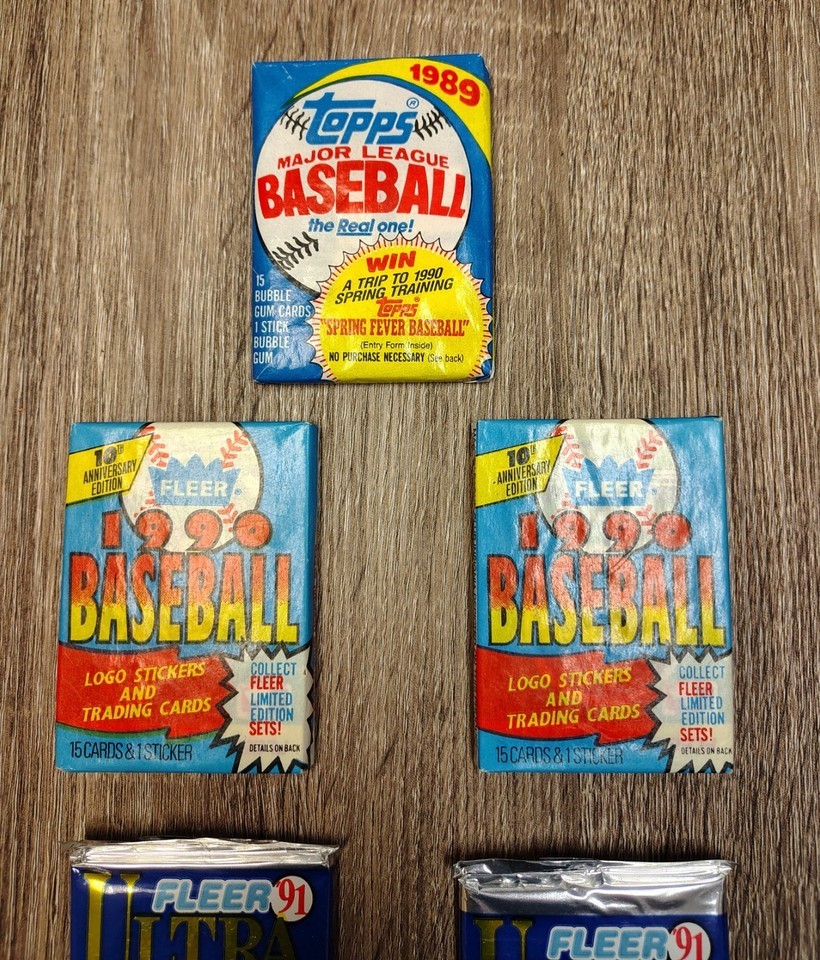 1989
Topps®
MAJOR LEAGUE
BASEBALL
the Real one!
WIN
A TRIP TO 1990
SPRING TRAINING
Topps®
"SPRING FEVER BASEBALL"
(Entry Form Inside)
NO PURCHASE NECESSARY (See back)
15
BUBBLE
GUM CARDS
1 STICK
BUBBLE
GUM
10TH
ANNIVERSARY
EDITION
FLEER
1990
BASEBALL
LOGO STICKERS
AND
TRADING CARDS
COLLECT
FLEER
LIMITED
EDITION
SETS!
DETAILS ON BACK
15 CARDS & 1 STICKER
10TH
ANNIVERSARY
EDITION
FLEER
1990
BASEBALL
LOGO STICKERS
AND
TRADING CARDS
COLLECT
FLEER
LIMITED
EDITION
SETS!
DETAILS ON BACK
15 CARDS & 1 STICKER
FLEER '91
ULTRA
FLEER '91
U